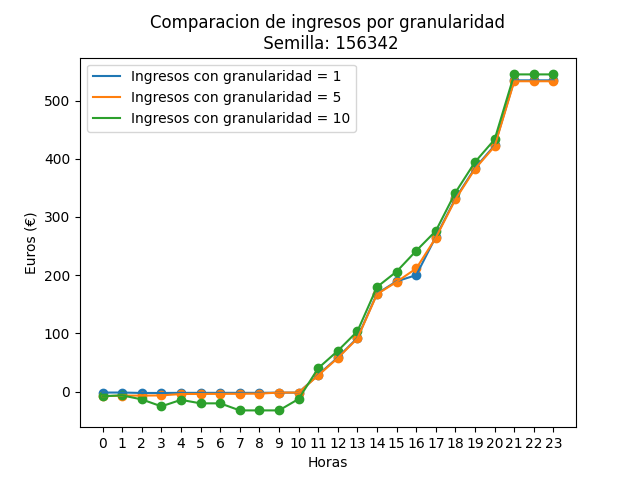 Comparacion de ingresos por granularidad
Semilla: 156342
Ingresos con granularidad = 1
Ingresos con granularidad = 5
Ingresos con granularidad = 10
Euros (€)
500
400
300
200
100
0
0 1 2 3 4 5 6 7 8 9 10 11 12 13 14 15 16 17 18 19 20 21 22 23
Horas